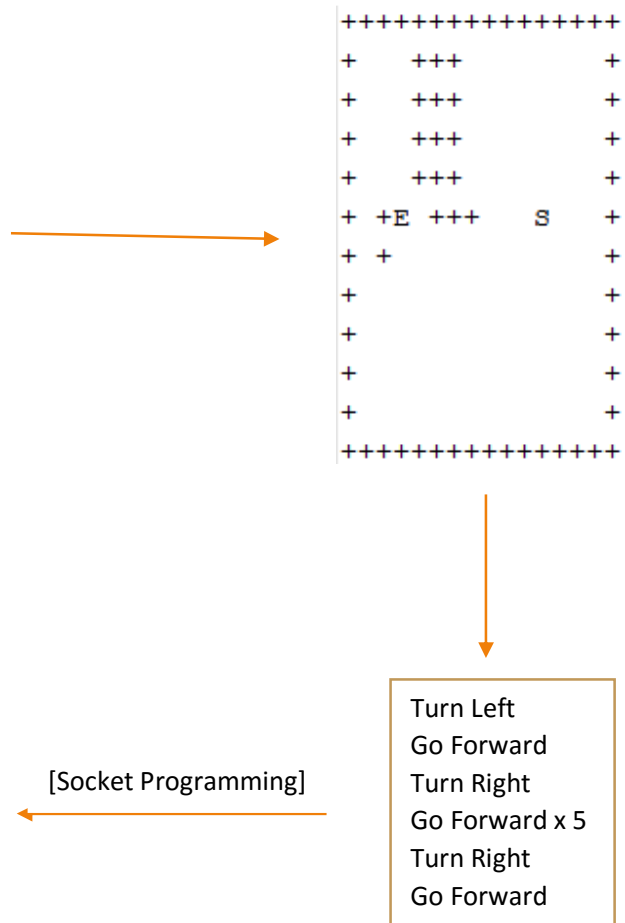 ++++++++++++++++
+   +++        +
+   +++        +
+   +++        +
+   +++        +
+ +E +++   S   +
+ +            +
+              +
+              +
+              +
+              +
++++++++++++++++
Turn Left
Go Forward
[Socket Programming]
Turn Right
Go Forward x 5
Turn Right
Go Forward